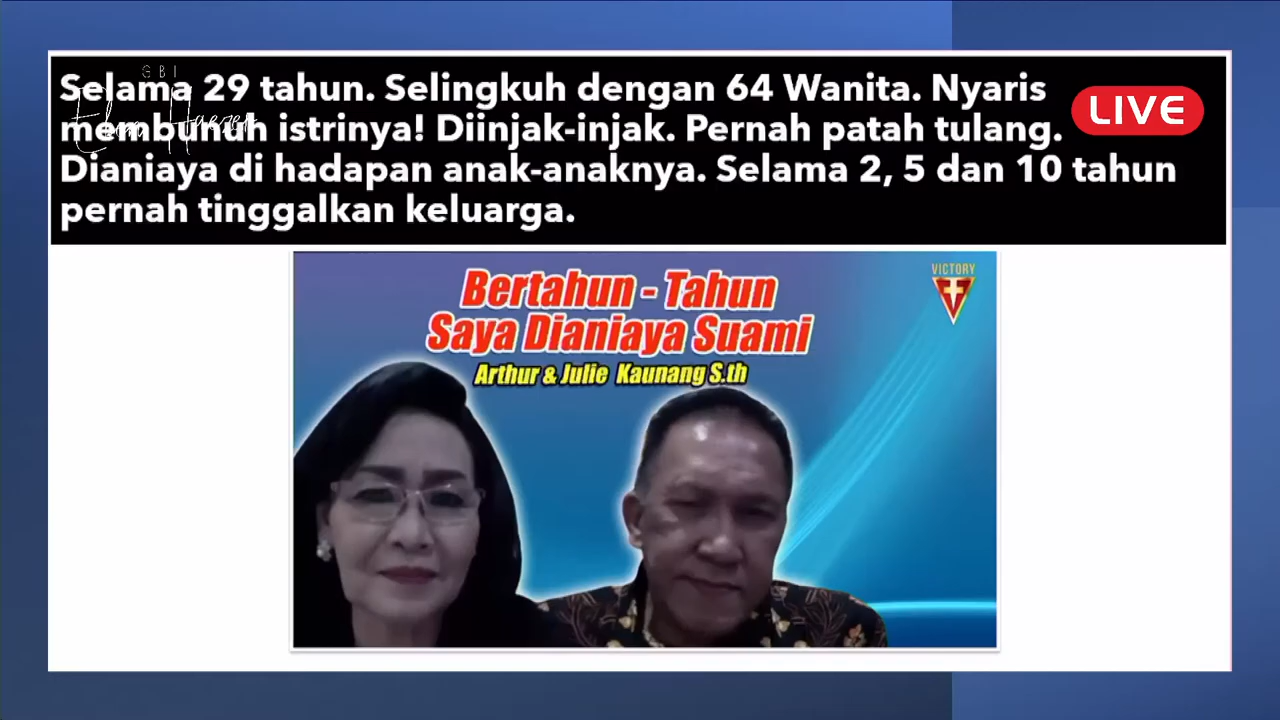 GBI
Selama 29 tahun. Selingkuh dengan 64 Wanita. Nyaris
membunuh istrinya! Diinjak-injak. Pernah patah tulang.
Dianiaya di hadapan anak-anaknya. Selama 2, 5 dan 10 tahun
pernah tinggalkan keluarga.
LIVE
Bertahun - Tahun
Saya Dianiaya Suami
Arthur & Julie Kaunang S.th
VICTORY